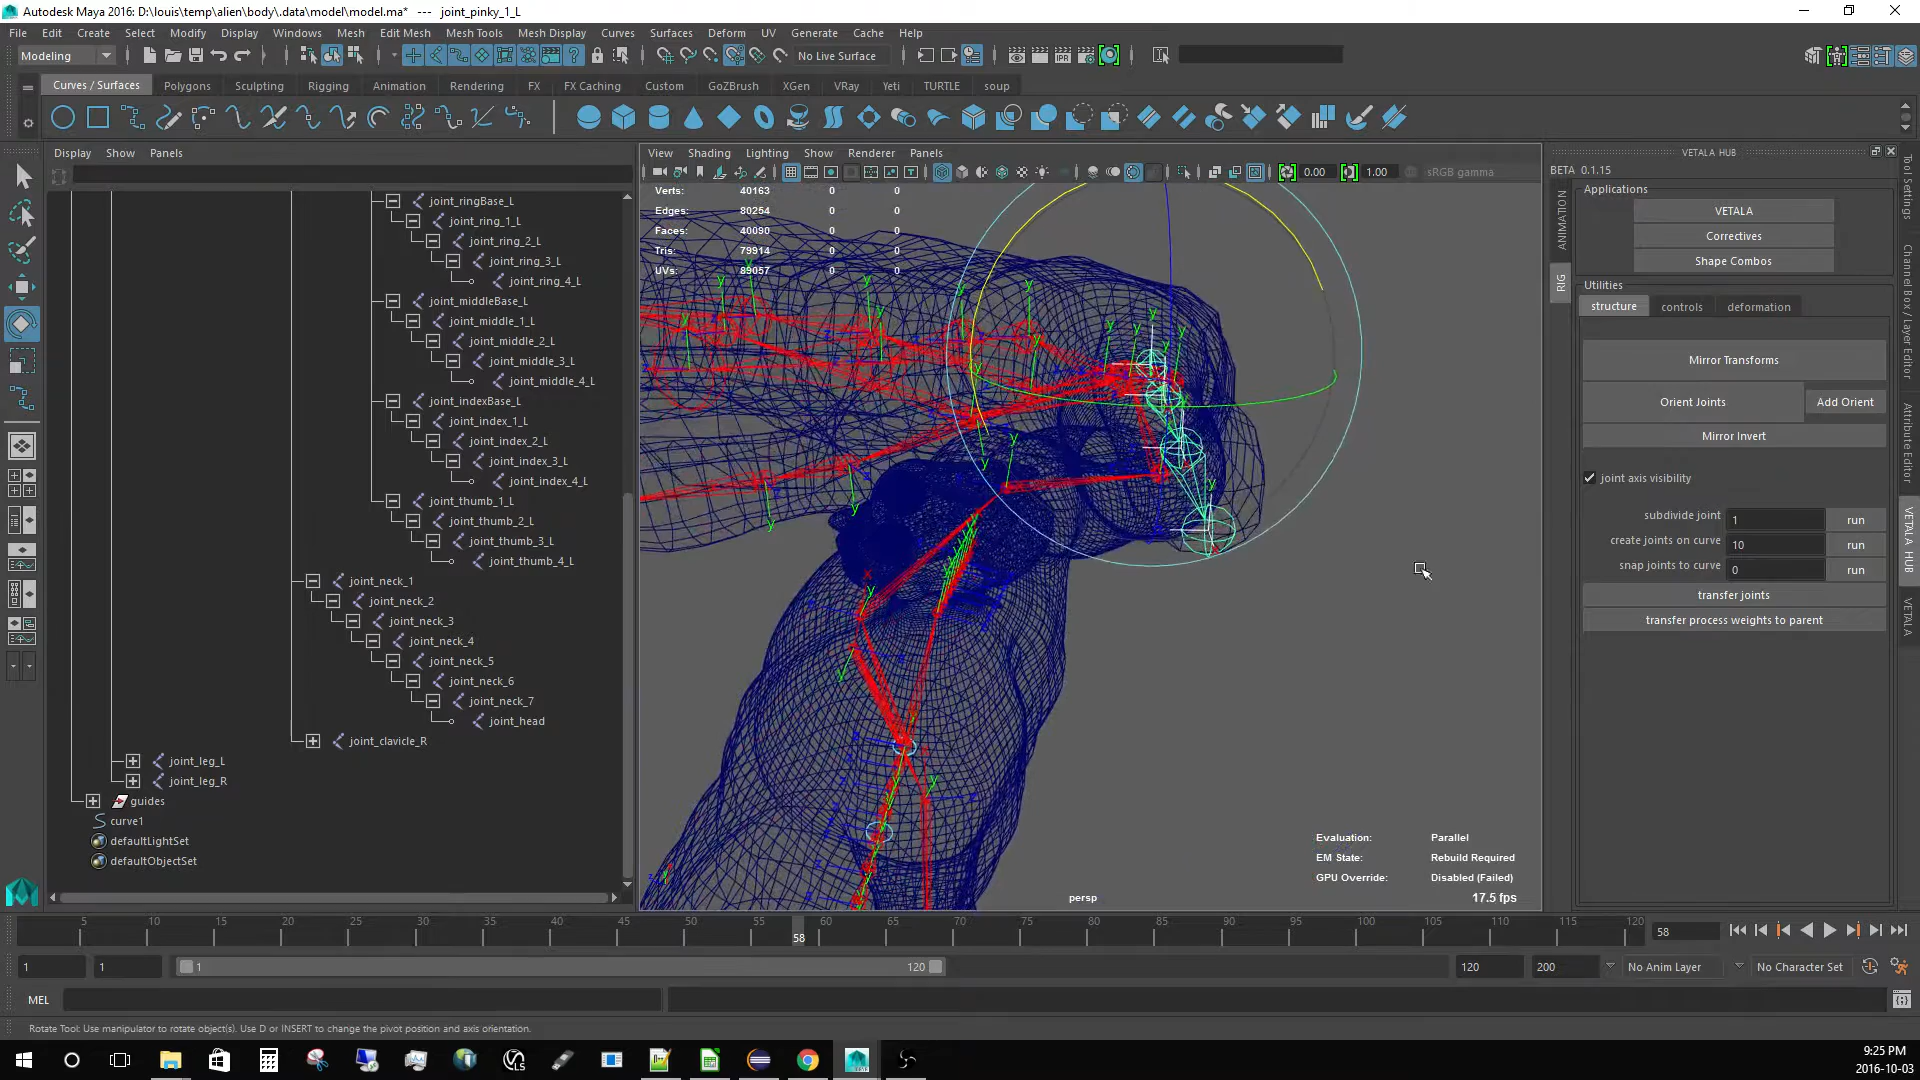 Autodesk Maya 2016: D:\louis\temp\alien\body\.data\model\model.ma* --- joint_pinky_1_L
File Edit Create Select Modify Display Windows Mesh Edit Mesh Mesh Tools Mesh Display Curves Surfaces Deform UV Generate Cache Help
Modeling No Live Surface
Curves / Surfaces Polygons Sculpting Rigging Animation Rendering FX FX Caching Custom GoZBrush XGen VRay Yeti TURTLE soup
Display Show Panels
joint_ringBase_L
joint_ring_1_L
joint_ring_2_L
joint_ring_3_L
joint_ring_4_L
joint_middleBase_L
joint_middle_1_L
joint_middle_2_L
joint_middle_3_L
joint_middle_4_L
joint_indexBase_L
joint_index_1_L
joint_index_2_L
joint_index_3_L
joint_index_4_L
joint_thumb_1_L
joint_thumb_2_L
joint_thumb_3_L
joint_thumb_4_L
joint_neck_1
joint_neck_2
joint_neck_3
joint_neck_4
joint_neck_5
joint_neck_6
joint_neck_7
joint_head
joint_clavicle_R
joint_leg_L
joint_leg_R
guides
curve1
defaultLightSet
defaultObjectSet
View Shading Lighting Show Renderer Panels
0.00 1.00 sRGB gamma
Verts: 40163 0 0
Edges: 80254 0 0
Faces: 40090 0 0
Tris: 79914 0 0
UVs: 89057 0 0
Evaluation: Parallel
EM State: Rebuild Required
GPU Override: Disabled (Failed)
persp 17.5 fps
VETALA HUB
BETA 0.1.15
ANIMATION
RIG
Applications
VETALA
Correctives
Shape Combos
Utilities
structure controls deformation
Mirror Transforms
Orient Joints Add Orient
Mirror Invert
joint axis visibility
subdivide joint 1 run
create joints on curve 10 run
snap joints to curve 0 run
transfer joints
transfer process weights to parent
Tool Settings
Channel Box / Layer Editor
Attribute Editor
VETALA HUB
VETALA
5 10 15 20 25 30 35 40 45 50 55 60 65 70 75 80 85 90 95 100 105 110 115 120
58 58
1 1 1 120 120 200 No Anim Layer No Character Set
MEL
Rotate Tool: Use manipulator to rotate object(s). Use D or INSERT to change the pivot position and axis orientation.
9:25 PM
2016-10-03